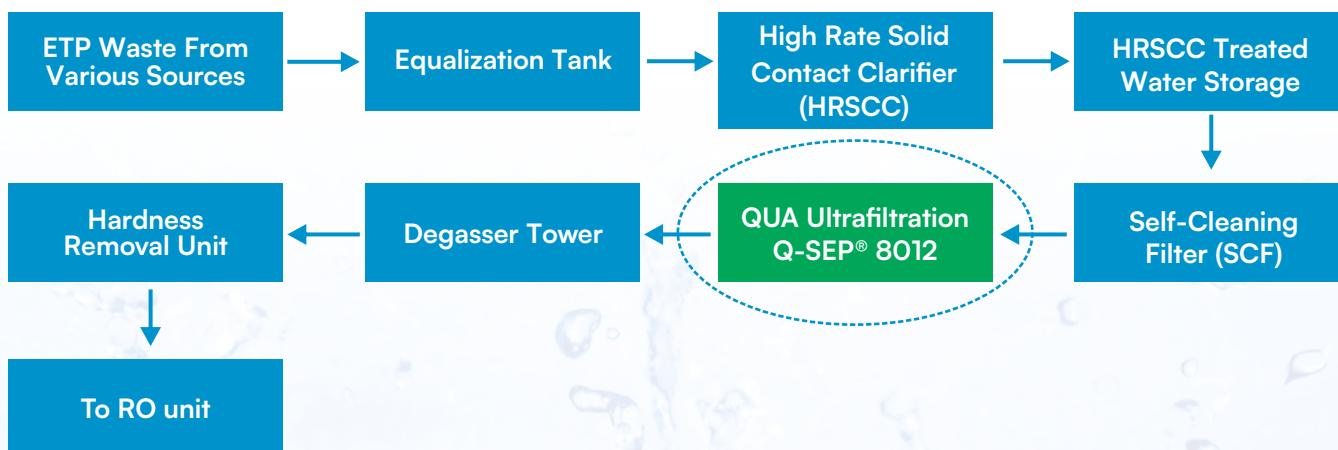 ETP Waste From
Various Sources
Equalization Tank
High Rate Solid
Contact Clarifier
(HRSCC)
HRSCC Treated
Water Storage
Self-Cleaning
Filter (SCF)
QUA Ultrafiltration
Q-SEP® 8012
Degasser Tower
Hardness
Removal Unit
To RO unit